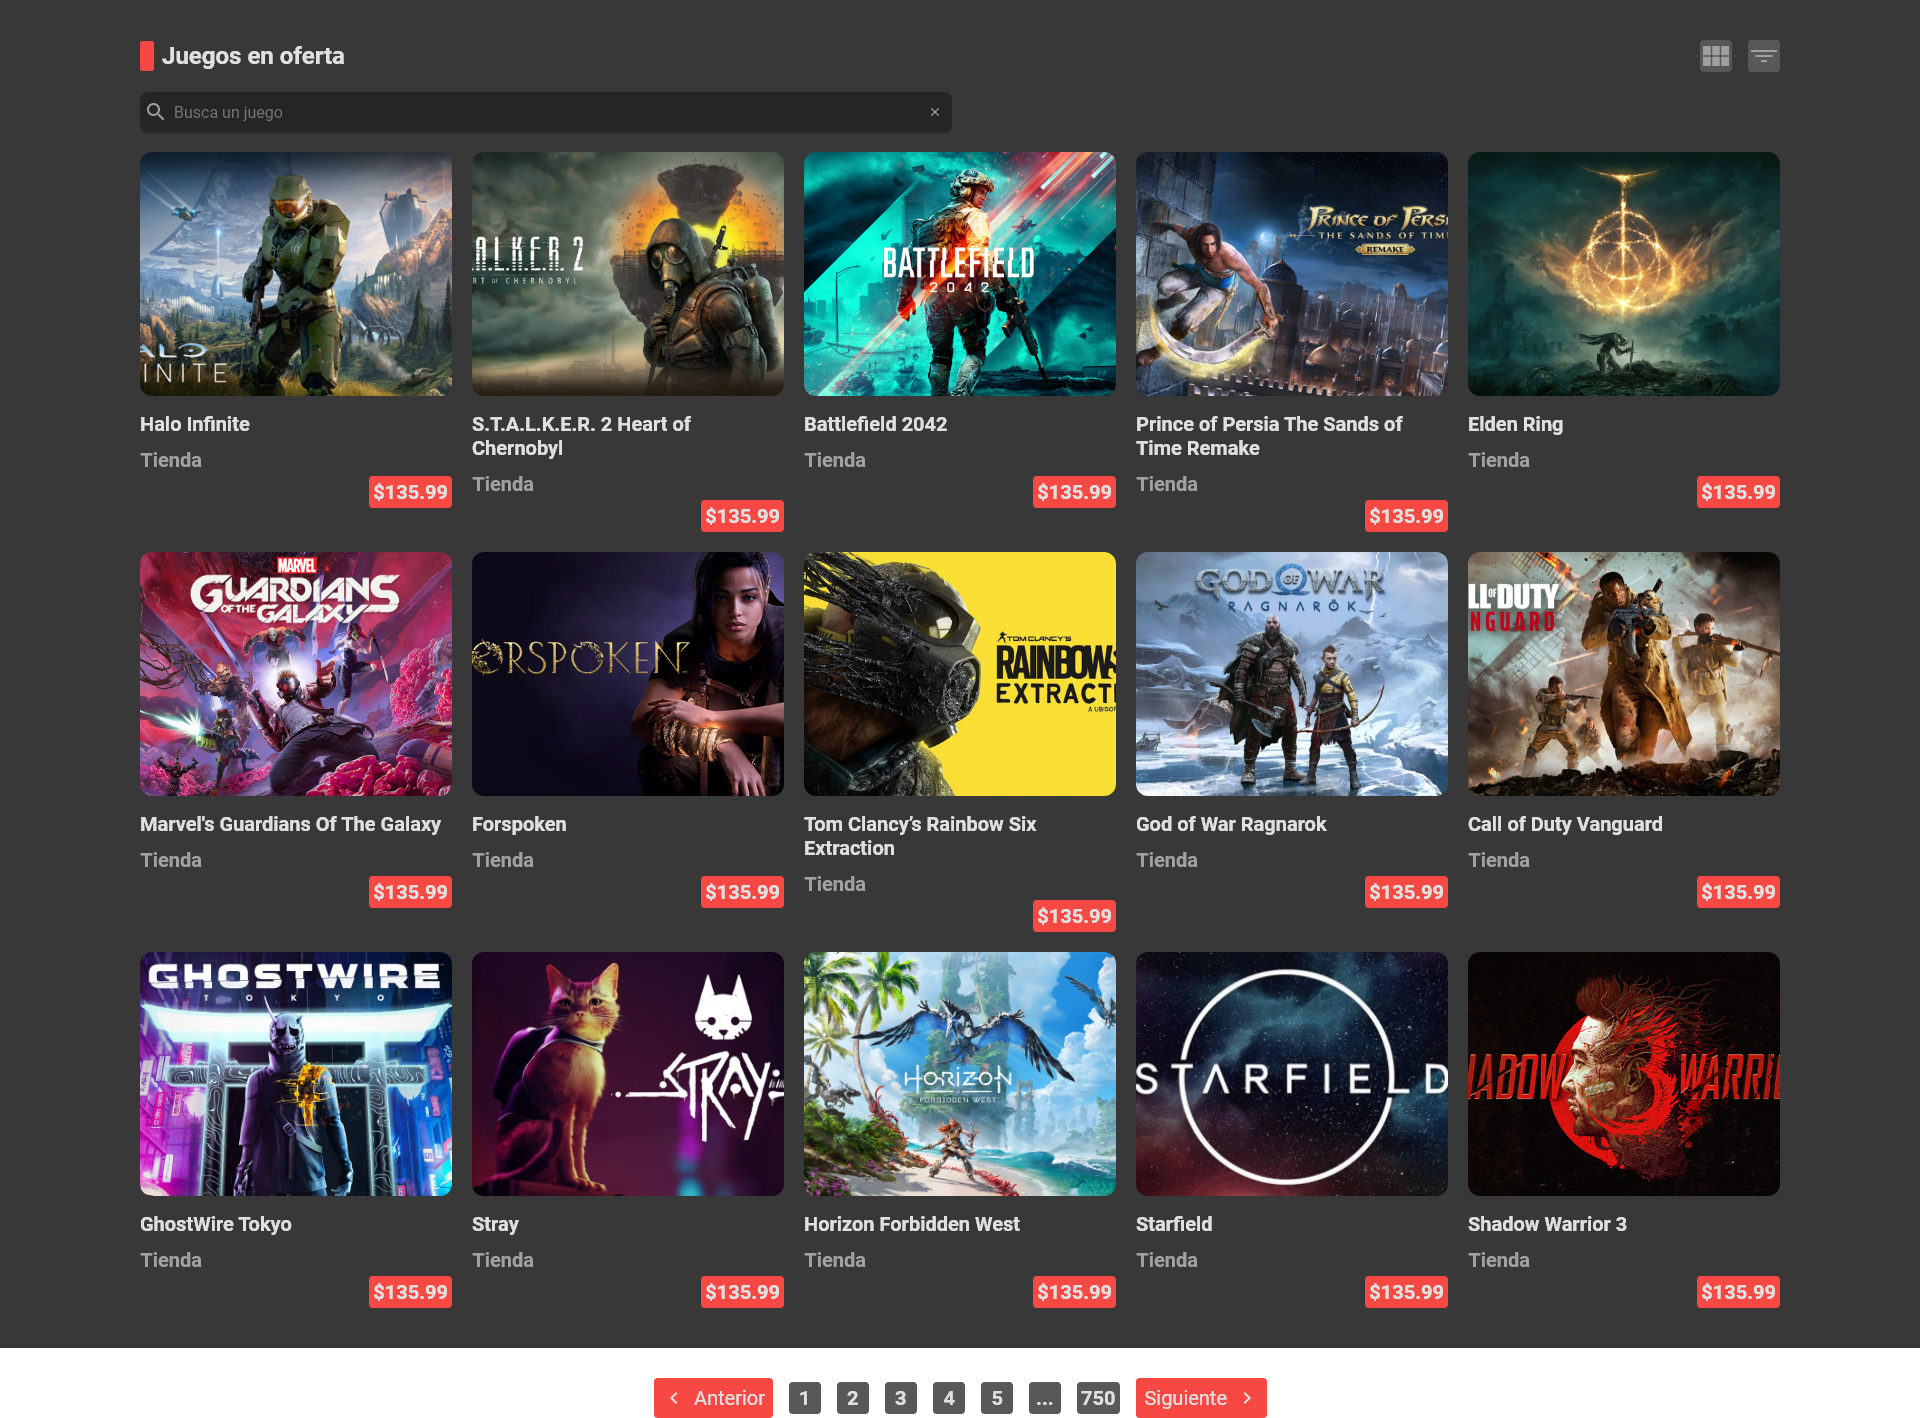 Juegos en oferta
Busca un juego
ALO
INITE
Halo Infinite
Tienda
$135.99
.A.L.K.E.R. 2
RT OF CHERNOBYL
S.T.A.L.K.E.R. 2 Heart of
Chernobyl
Tienda
$135.99
BATTLEFIELD
2042
Battlefield 2042
Tienda
$135.99
PRINCE OF PERSI
THE SANDS OF TIM
REMAKE
Prince of Persia The Sands of
Time Remake
Tienda
$135.99
Elden Ring
Tienda
$135.99
MARVEL
GUARDIANS
OF THE GALAXY
Marvel's Guardians Of The Galaxy
Tienda
$135.99
ORSPOKEN
Forspoken
Tienda
$135.99
TOM CLANCY'S
RAINBOW S
EXTRACTI
A UBISOF
Tom Clancy’s Rainbow Six
Extraction
Tienda
$135.99
GOD OF WAR
RAGNARÖK
God of War Ragnarok
Tienda
$135.99
LL OF DUTY
NGUARD
Call of Duty Vanguard
Tienda
$135.99
GHOSTWIRE
TOKYO
GhostWire Tokyo
Tienda
$135.99
STRAY
Stray
Tienda
$135.99
HORIZON
FORBIDDEN WEST
Horizon Forbidden West
Tienda
$135.99
STARFIELD
Starfield
Tienda
$135.99
HADOW WARRIO
3
Shadow Warrior 3
Tienda
$135.99
Anterior 1 2 3 4 5 ... 750 Siguiente